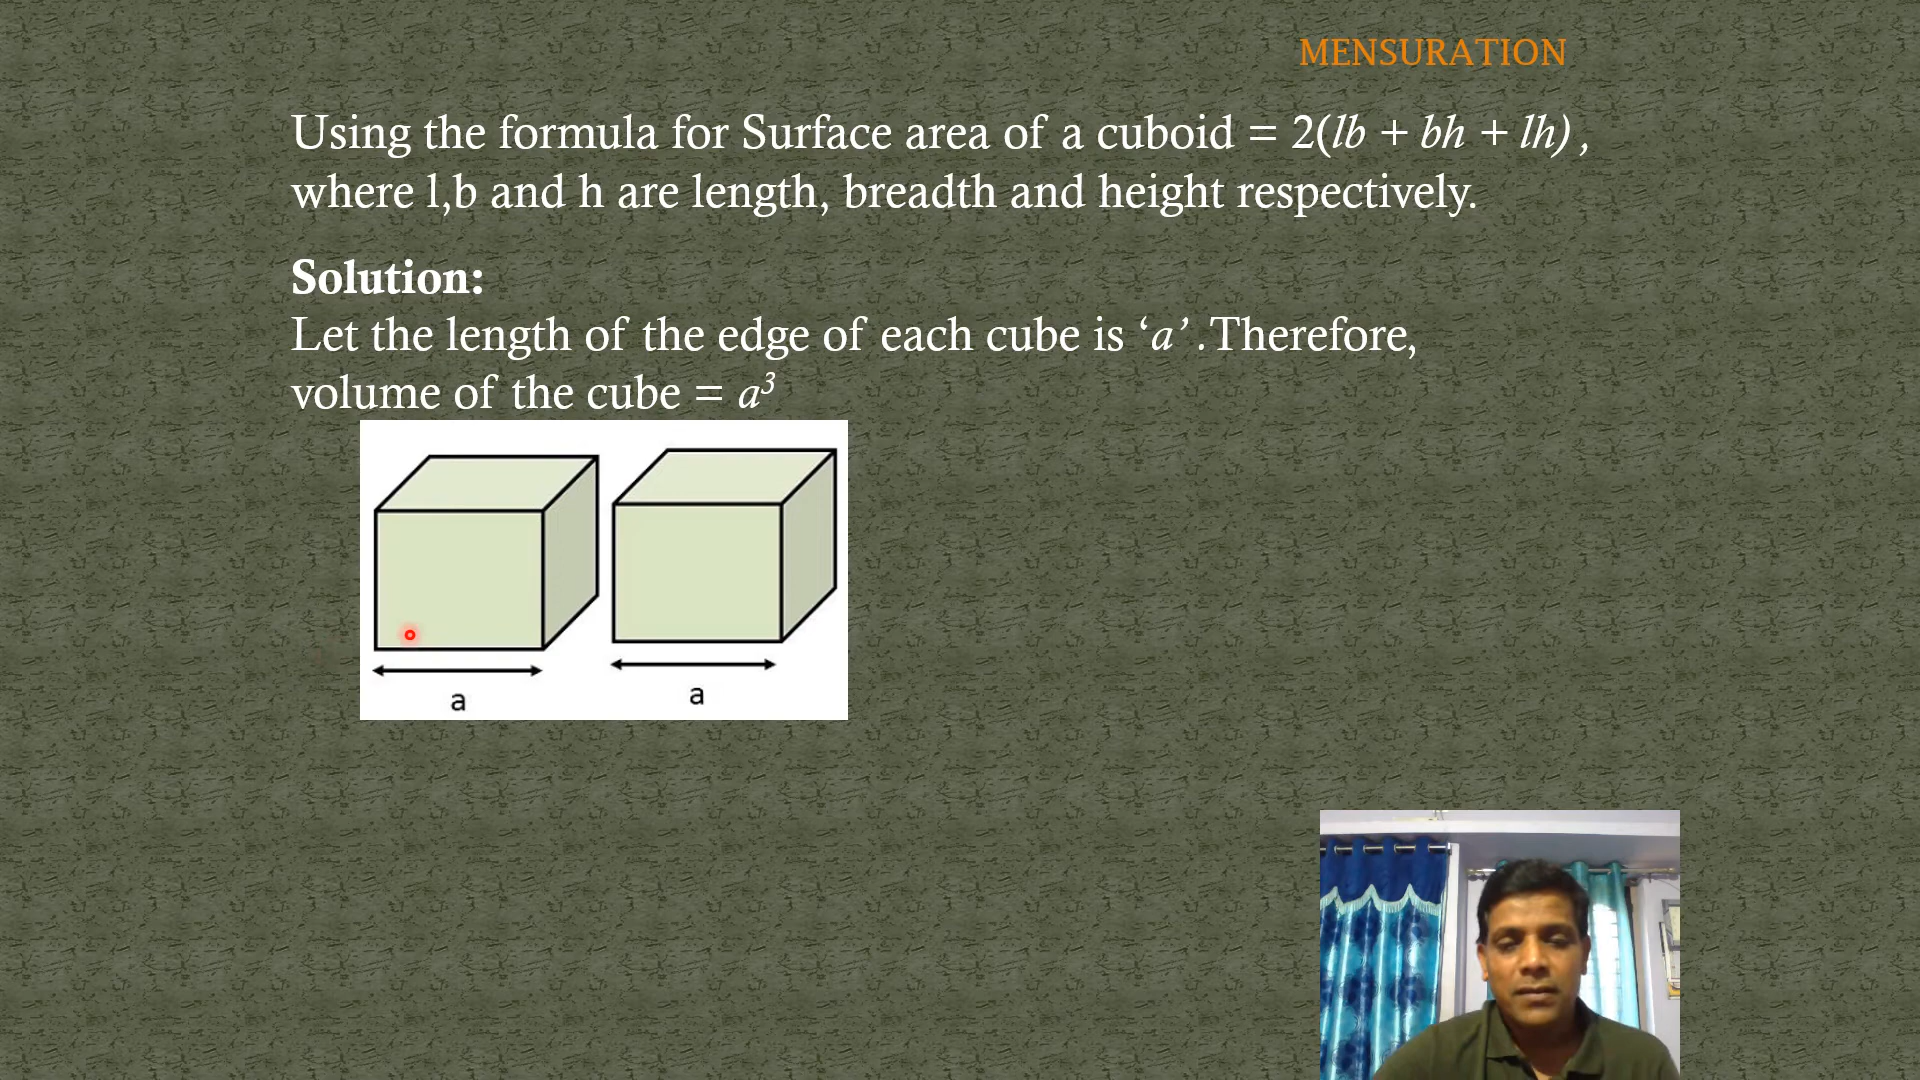 MENSURATION
Using the formula for Surface area of a cuboid = 2(lb + bh + lh) ,
where l,b and h are length, breadth and height respectively.
Solution:
Let the length of the edge of each cube is ‘a’ .Therefore,
volume of the cube = a³
a
a